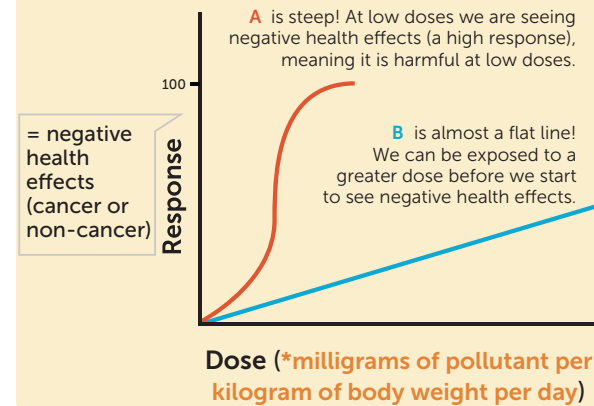 A is steep! At low doses we are seeing
negative health effects (a high response),
meaning it is harmful at low doses.
100
= negative
health
effects
(cancer or
non-cancer)
Response
B is almost a flat line!
We can be exposed to a
greater dose before we start
to see negative health effects.
Dose (*milligrams of pollutant per
kilogram of body weight per day)